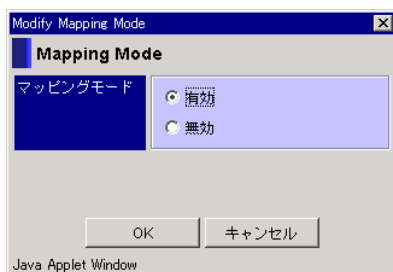 Modify Mapping Mode
Mapping Mode
マッピングモード
有効
無効
OK
キャンセル
Java Applet Window